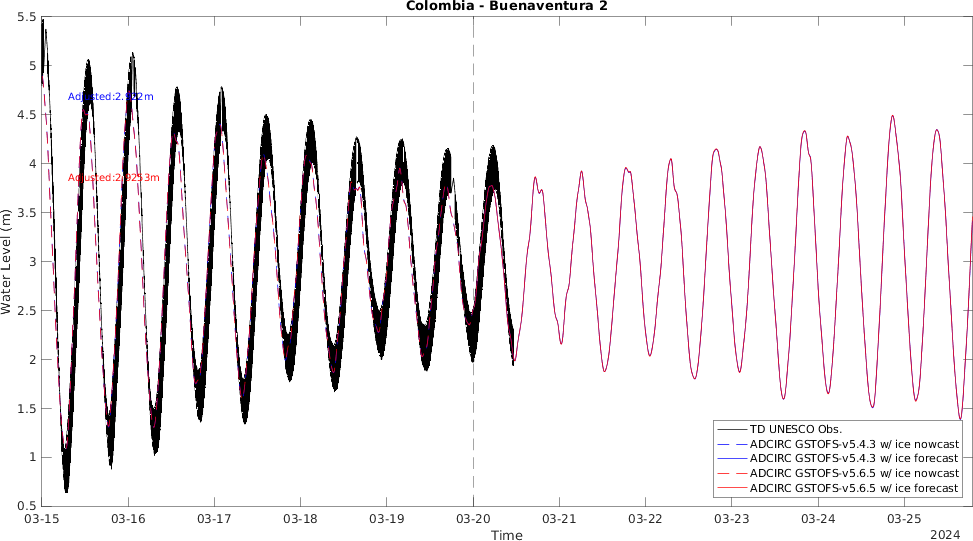 Colombia - Buenaventura 2
5.5
5
4.5
4
3.5
3
2.5
2
1.5
1
0.5
Water Level (m)
Adjusted:2.922m
Adjusted:2.9253m
03-15
03-16
03-17
03-18
03-19
03-20
03-21
03-22
03-23
03-24
03-25
Time
2024
TD UNESCO Obs.
ADCIRC GSTOFS-v5.4.3 w/ ice nowcast
ADCIRC GSTOFS-v5.4.3 w/ ice forecast
ADCIRC GSTOFS-v5.6.5 w/ ice nowcast
ADCIRC GSTOFS-v5.6.5 w/ ice forecast